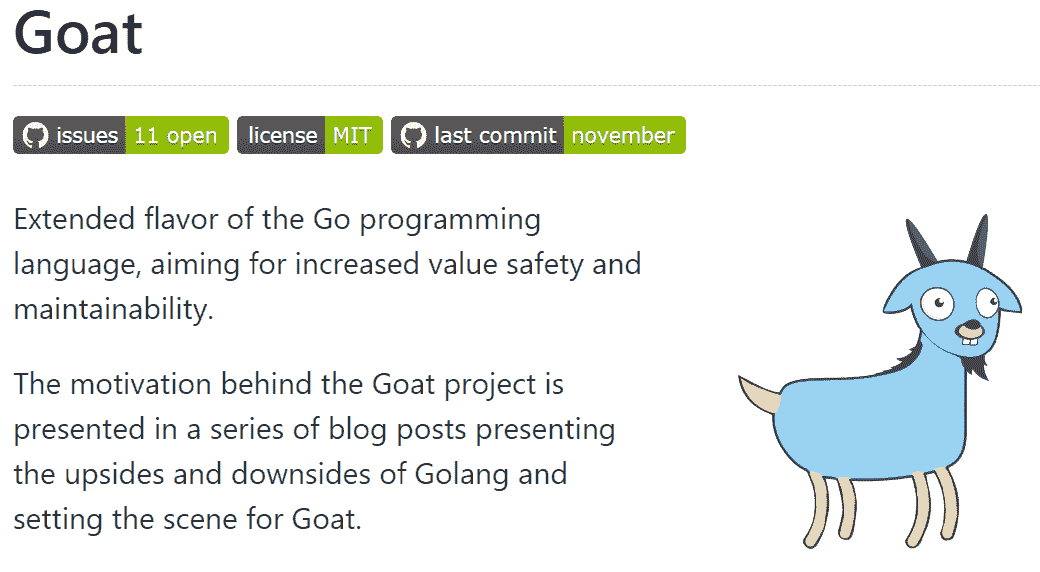 Goat
issues 11 open license MIT last commit november
Extended flavor of the Go programming
language, aiming for increased value safety and
maintainability.
The motivation behind the Goat project is
presented in a series of blog posts presenting
the upsides and downsides of Golang and
setting the scene for Goat.